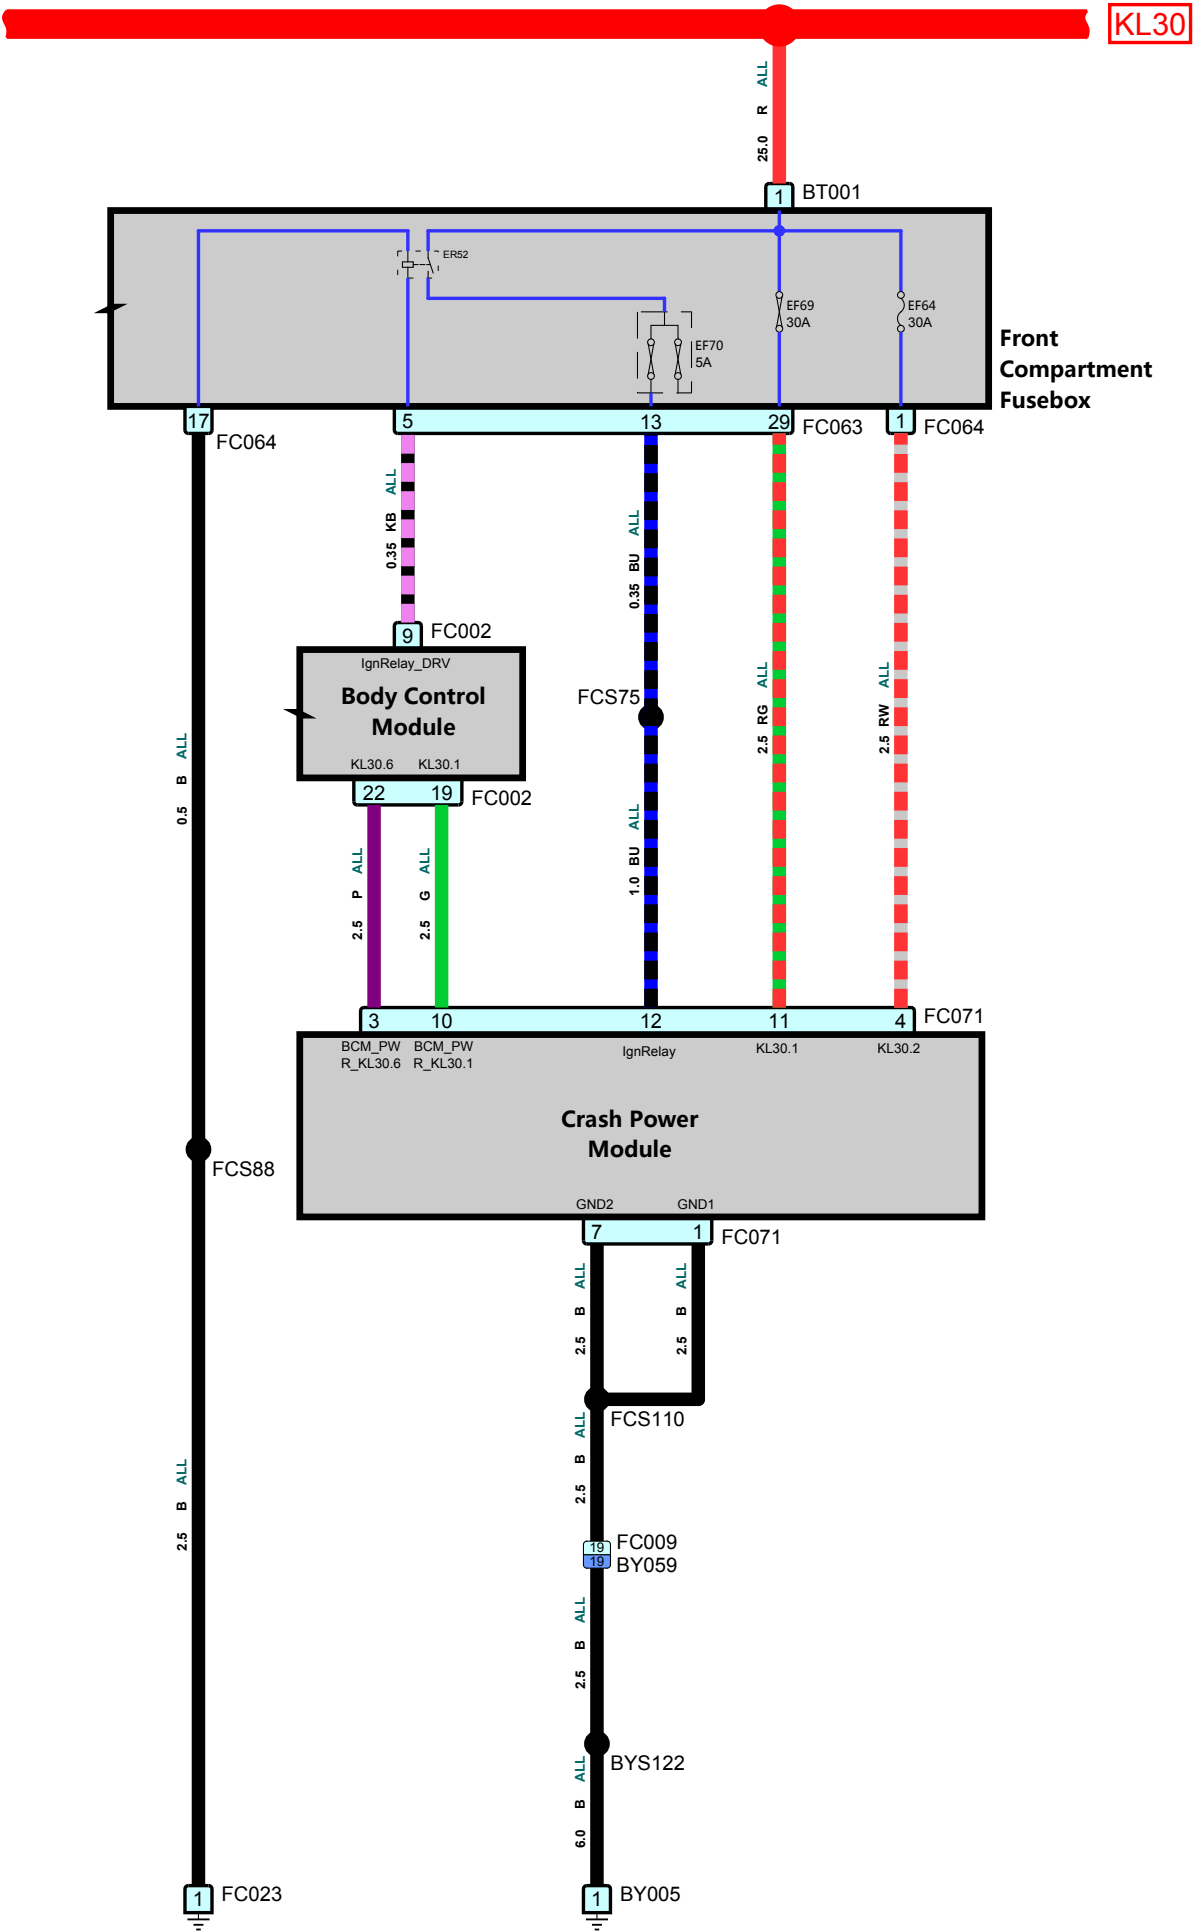 KL30
25.0 R ALL
1 BT001
ER52
EF69
30A
EF64
30A
EF70
5A
Front
Compartment
Fusebox
17 FC064
5 13 29 FC063
1 FC064
0.35 KB ALL
0.35 BU ALL
9 FC002
IgnRelay_DRV
Body Control
Module
KL30.6 KL30.1
22 19 FC002
FCS75
2.5 RG ALL
2.5 RW ALL
0.5 B ALL
2.5 P ALL
2.5 G ALL
1.0 BU ALL
3 10 12 11 4 FC071
BCM_PW
R_KL30.6
BCM_PW
R_KL30.1
IgnRelay
KL30.1
KL30.2
Crash Power
Module
FCS88
GND2 GND1
7 1 FC071
2.5 B ALL
2.5 B ALL
FCS110
2.5 B ALL
2.5 B ALL
19 FC009
19 BY059
2.5 B ALL
BYS122
6.0 B ALL
1 FC023
1 BY005